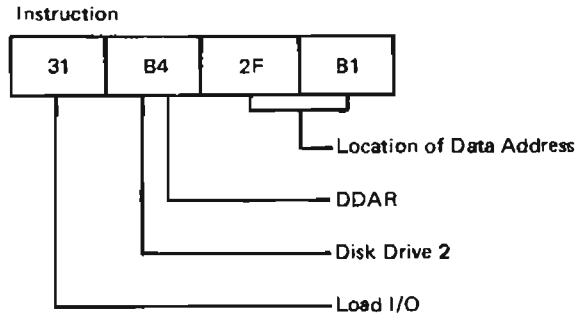 Instruction
31 B4 2F B1
Location of Data Address
DDAR
Disk Drive 2
Load I/O